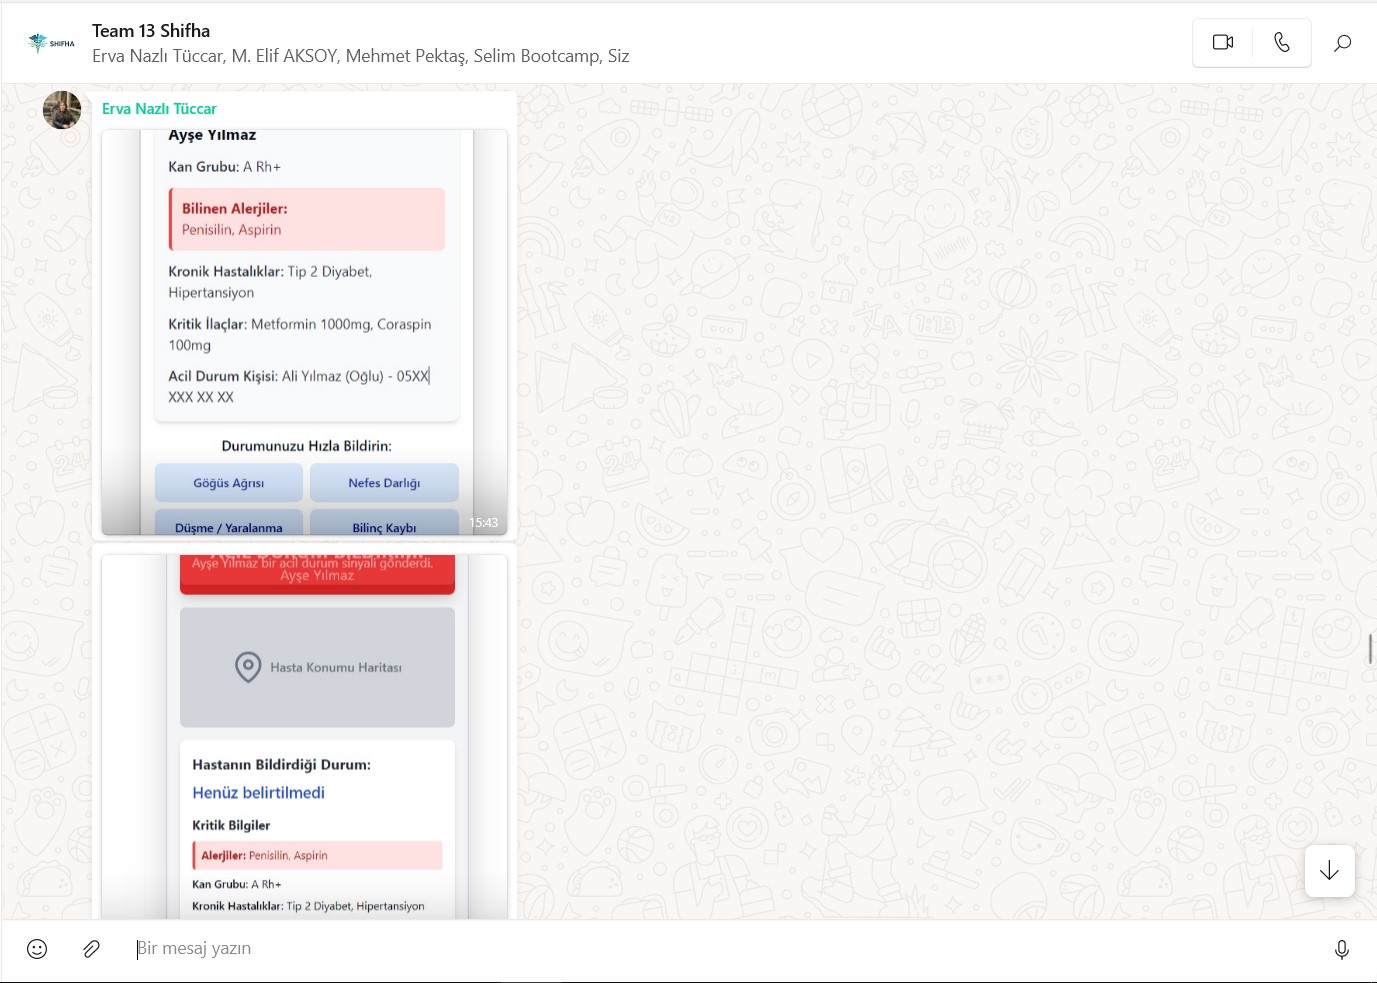 SHIFHA
Team 13 Shifha
Erva Nazlı Tüccar, M. Elif AKSOY, Mehmet Pektaş, Selim Bootcamp, Siz
Erva Nazlı Tüccar
Ayşe Yılmaz
Kan Grubu: A Rh+
Bilinen Alerjiler:
Penisilin, Aspirin
Kronik Hastalıklar: Tip 2 Diyabet,
Hipertansiyon
Kritik İlaçlar: Metformin 1000mg, Coraspin
100mg
Acil Durum Kişisi: Ali Yılmaz (Oğlu) - 05XX
XXX XX XX
Durumunuzu Hızla Bildirin:
Göğüs Ağrısı
Nefes Darlığı
Düşme / Yaralanma
Bilinç Kaybı
15:43
Ayşe Yılmaz bir acil durum sinyali gönderdi.
Ayşe Yılmaz
Hasta Konumu Haritası
Hastanın Bildirdiği Durum:
Henüz belirtilmedi
Kritik Bilgiler
Alerjiler: Penisilin, Aspirin
Kan Grubu: A Rh+
Kronik Hastalıklar: Tip 2 Diyabet, Hipertansiyon
Bir mesaj yazın